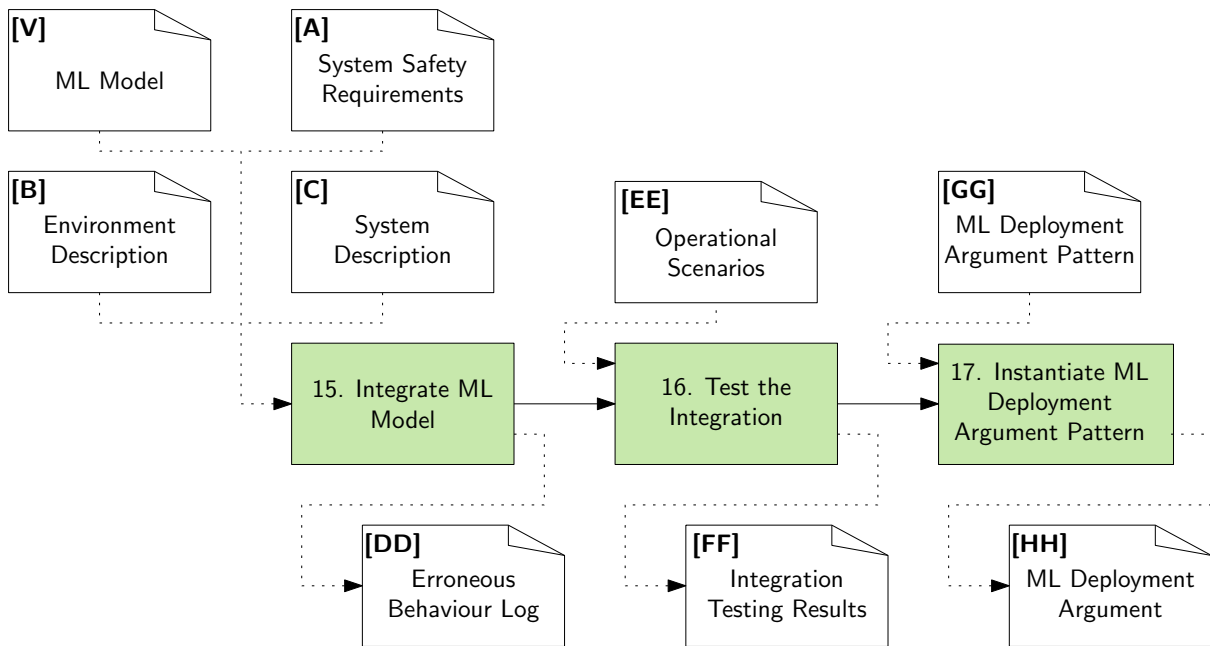 [V]
ML Model
[A]
System Safety
Requirements
[B]
Environment
Description
[C]
System
Description
[EE]
Operational
Scenarios
[GG]
ML Deployment
Argument Pattern
15. Integrate ML
Model
16. Test the
Integration
17. Instantiate ML
Deployment
Argument Pattern
[DD]
Erroneous
Behaviour Log
[FF]
Integration
Testing Results
[HH]
ML Deployment
Argument